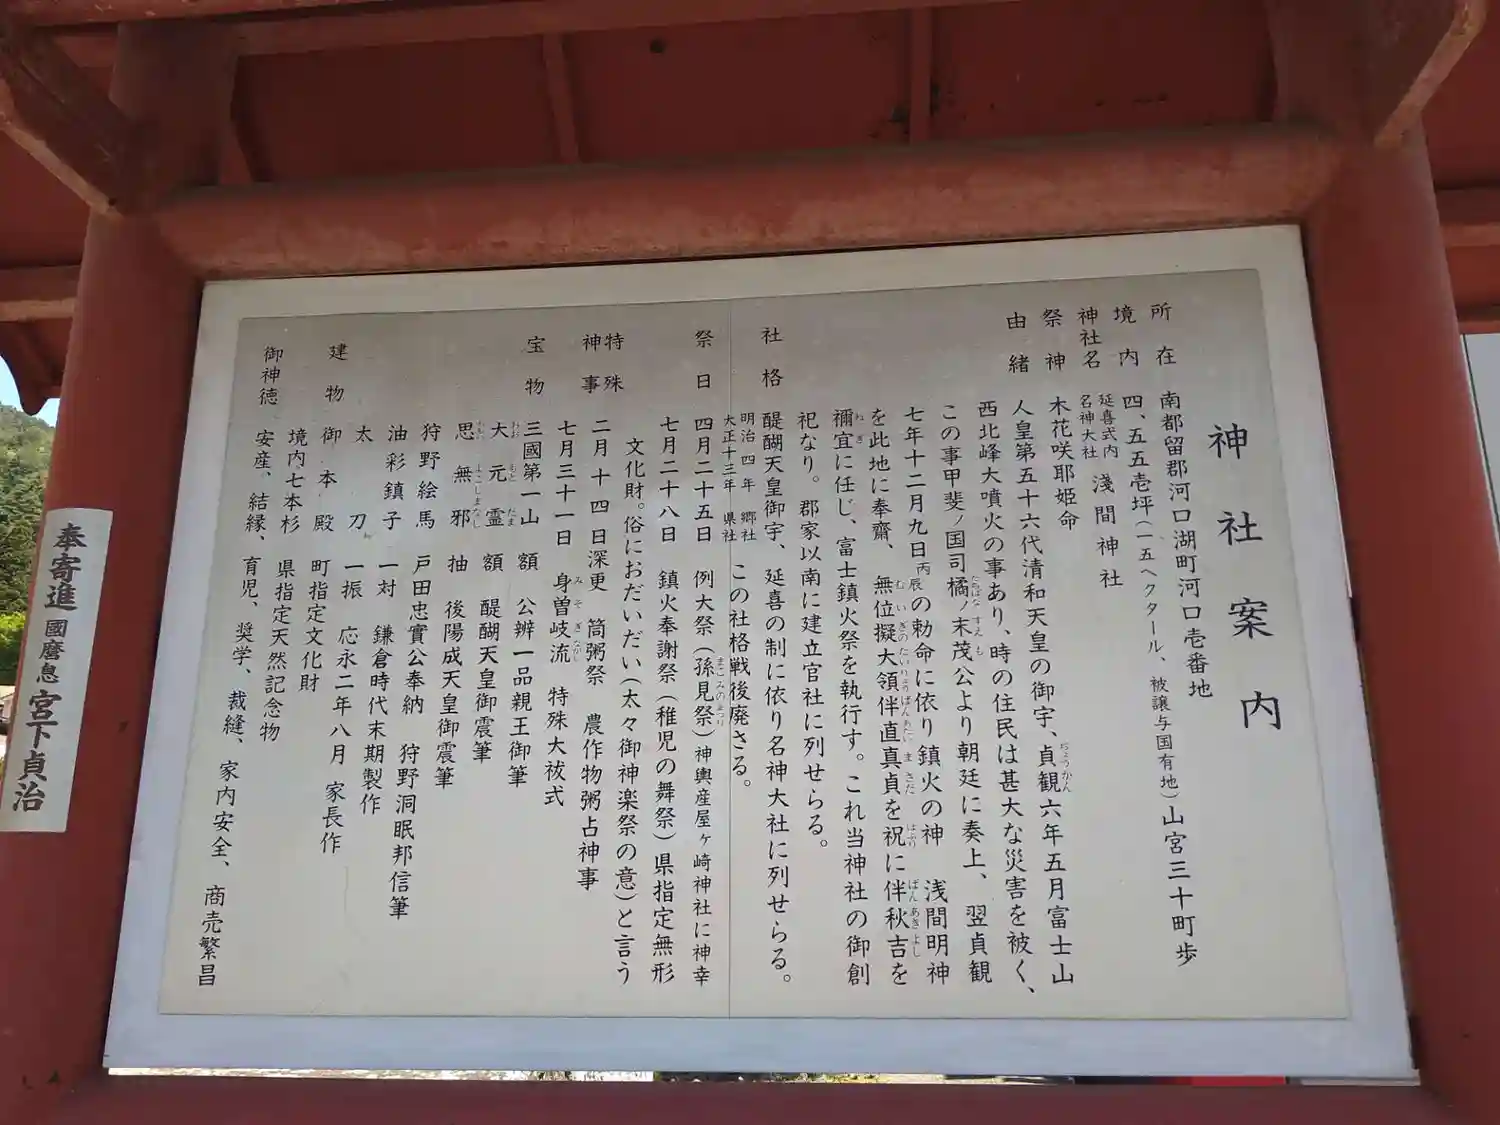 神社案内
所在 南都留郡河口湖町河口壱番地
境内 四、五五壱坪(一五ヘクタール、被譲与国有地)山宮三十町歩
神社名 延喜式内 名神大社 淺間神社
祭神 木花咲耶姫命
由緒 人皇第五十六代清和天皇の御宇、貞観六年五月富士山
西北峰大噴火の事あり、時の住民は甚大な災害を被く、
この事甲斐ノ国司橘ノ末茂公より朝廷に奏上、翌貞観
七年十二月九日丙辰の勅命に依り鎮火の神 浅間明神
を此地に奉齋、無位擬大領伴直真貞を祝に伴秋吉を
禰宜に任じ、富士鎮火祭を執行す。これ当神社の御創
祀なり。郡家以南に建立官社に列せらる。
社格 醍醐天皇御宇、延喜の制に依り名神大社に列せらる。
明治四年 郷社 大正十三年 県社 この社格戦後廃さる。
祭日 四月二十五日 例大祭(孫見祭)神輿産屋ヶ崎神社に神幸
七月二十八日 鎮火奉謝祭(稚児の舞祭)県指定無形
文化財。俗におだいだい(太々御神楽祭の意)と言う
特殊神事 二月十四日深更 筒粥祭 農作物粥占神事
七月三十一日 身曽岐流 特殊大祓式
宝物 三國第一山 額 公辨一品親王御筆
大元霊 額 醍醐天皇御震筆
思無邪 抽 後陽成天皇御震筆
狩野絵馬 戸田忠實公奉納 狩野洞眠邦信筆
油彩鎮子 一対 鎌倉時代末期製作
太刀 一振 応永二年八月 家長作
建物 御本殿 町指定文化財
境内七本杉 県指定天然記念物
御神徳 安産、結縁、育児、奨学、裁縫、家内安全、商売繁昌
奉寄進 國麿息 宮下貞治